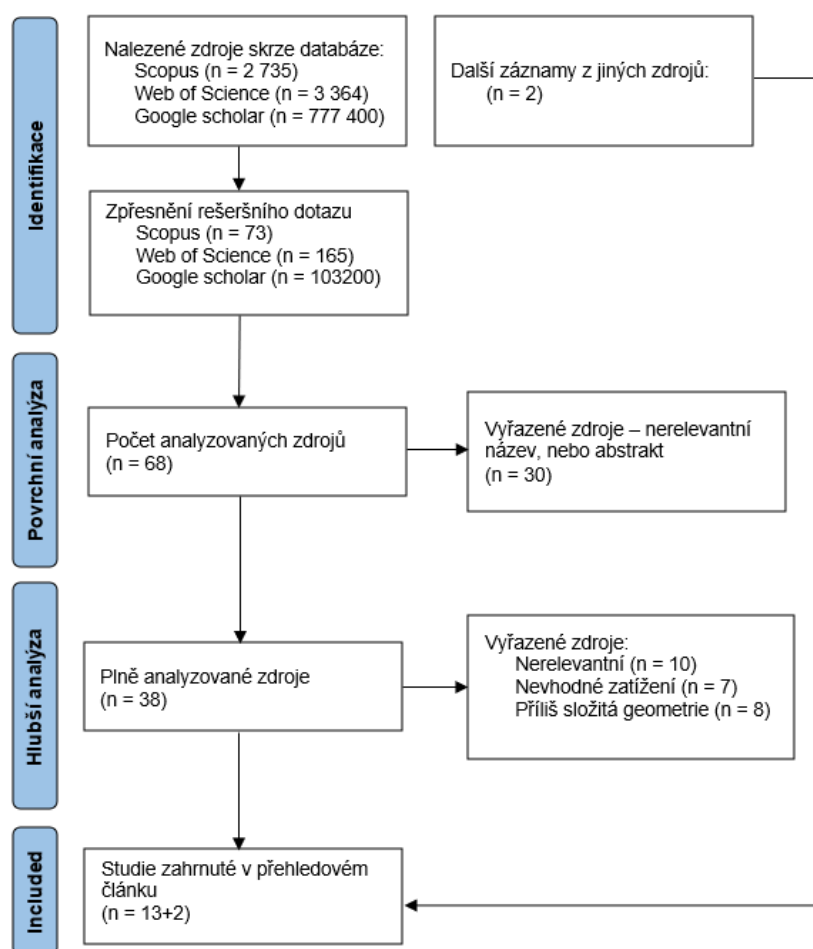 Identifikace
Nalezené zdroje skrze databáze:
Scopus (n = 2 735)
Web of Science (n = 3 364)
Google scholar (n = 777 400)
Další záznamy z jiných zdrojů:
(n = 2)
Zpřesnění rešeršního dotazu
Scopus (n = 73)
Web of Science (n = 165)
Google scholar (n = 103200)
Povrchní analýza
Počet analyzovaných zdrojů
(n = 68)
Vyřazené zdroje – nerelevantní
název, nebo abstrakt
(n = 30)
Hlubší analýza
Plně analyzované zdroje
(n = 38)
Vyřazené zdroje:
Nerelevantní (n = 10)
Nevhodné zatížení (n = 7)
Příliš složitá geometrie (n = 8)
Included
Studie zahrnuté v přehledovém
článku
(n = 13+2)